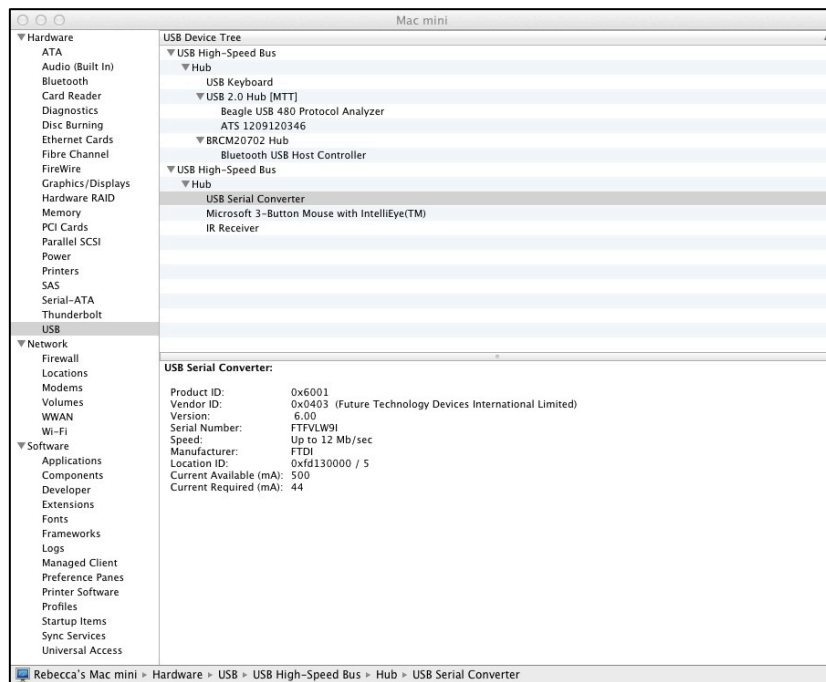 Mac mini
Hardware
ATA
Audio (Built In)
Bluetooth
Card Reader
Diagnostics
Disc Burning
Ethernet Cards
Fibre Channel
FireWire
Graphics/Displays
Hardware RAID
Memory
PCI Cards
Parallel SCSI
Power
Printers
SAS
Serial-ATA
Thunderbolt
USB
Network
Firewall
Locations
Modems
Volumes
WWAN
Wi-Fi
Software
Applications
Components
Developer
Extensions
Fonts
Frameworks
Logs
Managed Client
Preference Panes
Printer Software
Profiles
Startup Items
Sync Services
Universal Access
USB Device Tree
USB High-Speed Bus
Hub
USB Keyboard
USB 2.0 Hub [MTT]
Beagle USB 480 Protocol Analyzer
ATS 1209120346
BRCM20702 Hub
Bluetooth USB Host Controller
USB High-Speed Bus
Hub
USB Serial Converter
Microsoft 3-Button Mouse with IntelliEye(TM)
IR Receiver
USB Serial Converter:
Product ID: 0x6001
Vendor ID: 0x0403 (Future Technology Devices International Limited)
Version: 6.00
Serial Number: FTFVLW9I
Speed: Up to 12 Mb/sec
Manufacturer: FTDI
Location ID: 0xfd130000 / 5
Current Available (mA): 500
Current Required (mA): 44
Rebecca's Mac mini ▸ Hardware ▸ USB ▸ USB High-Speed Bus ▸ Hub ▸ USB Serial Converter